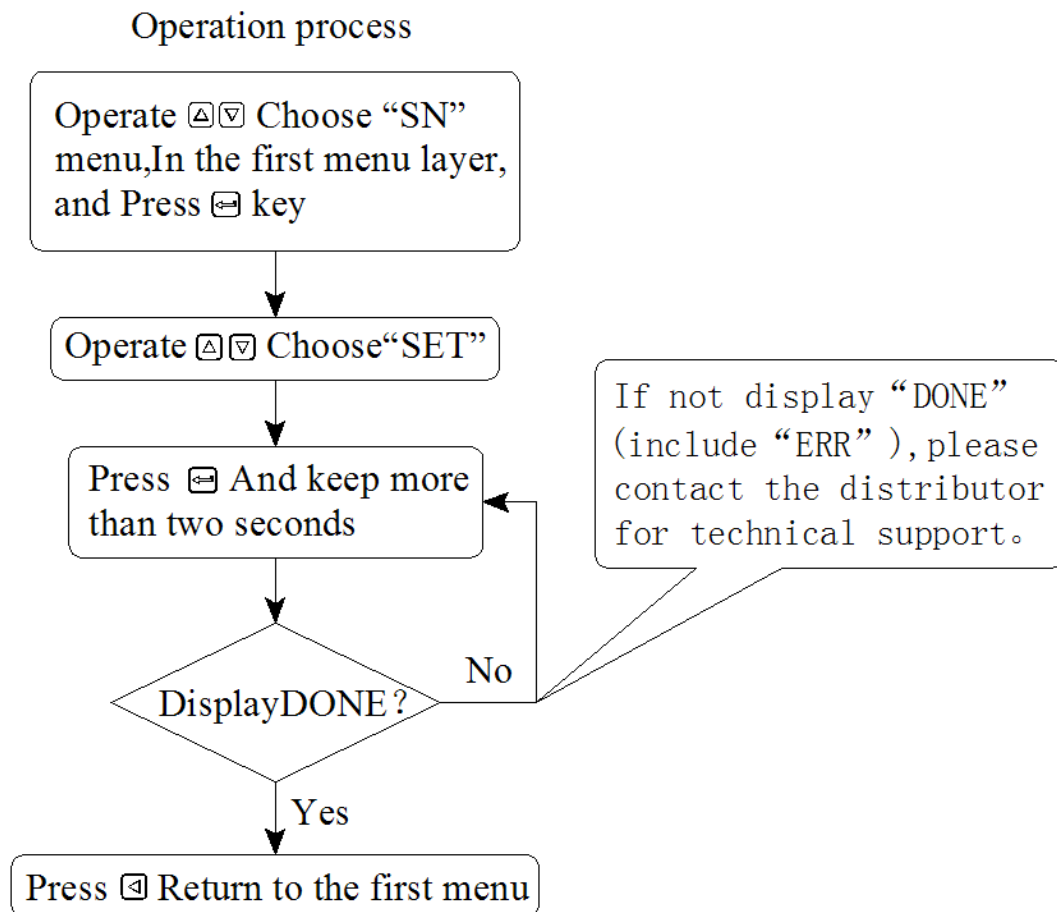 Operation process
Operate Choose “SN”
menu,In the first menu layer,
and Press key
Operate Choose“SET”
Press And keep more
than two seconds
If not display “DONE”
(include “ERR”),please
contact the distributor
for technical support。
No
DisplayDONE？
Yes
Press Return to the first menu